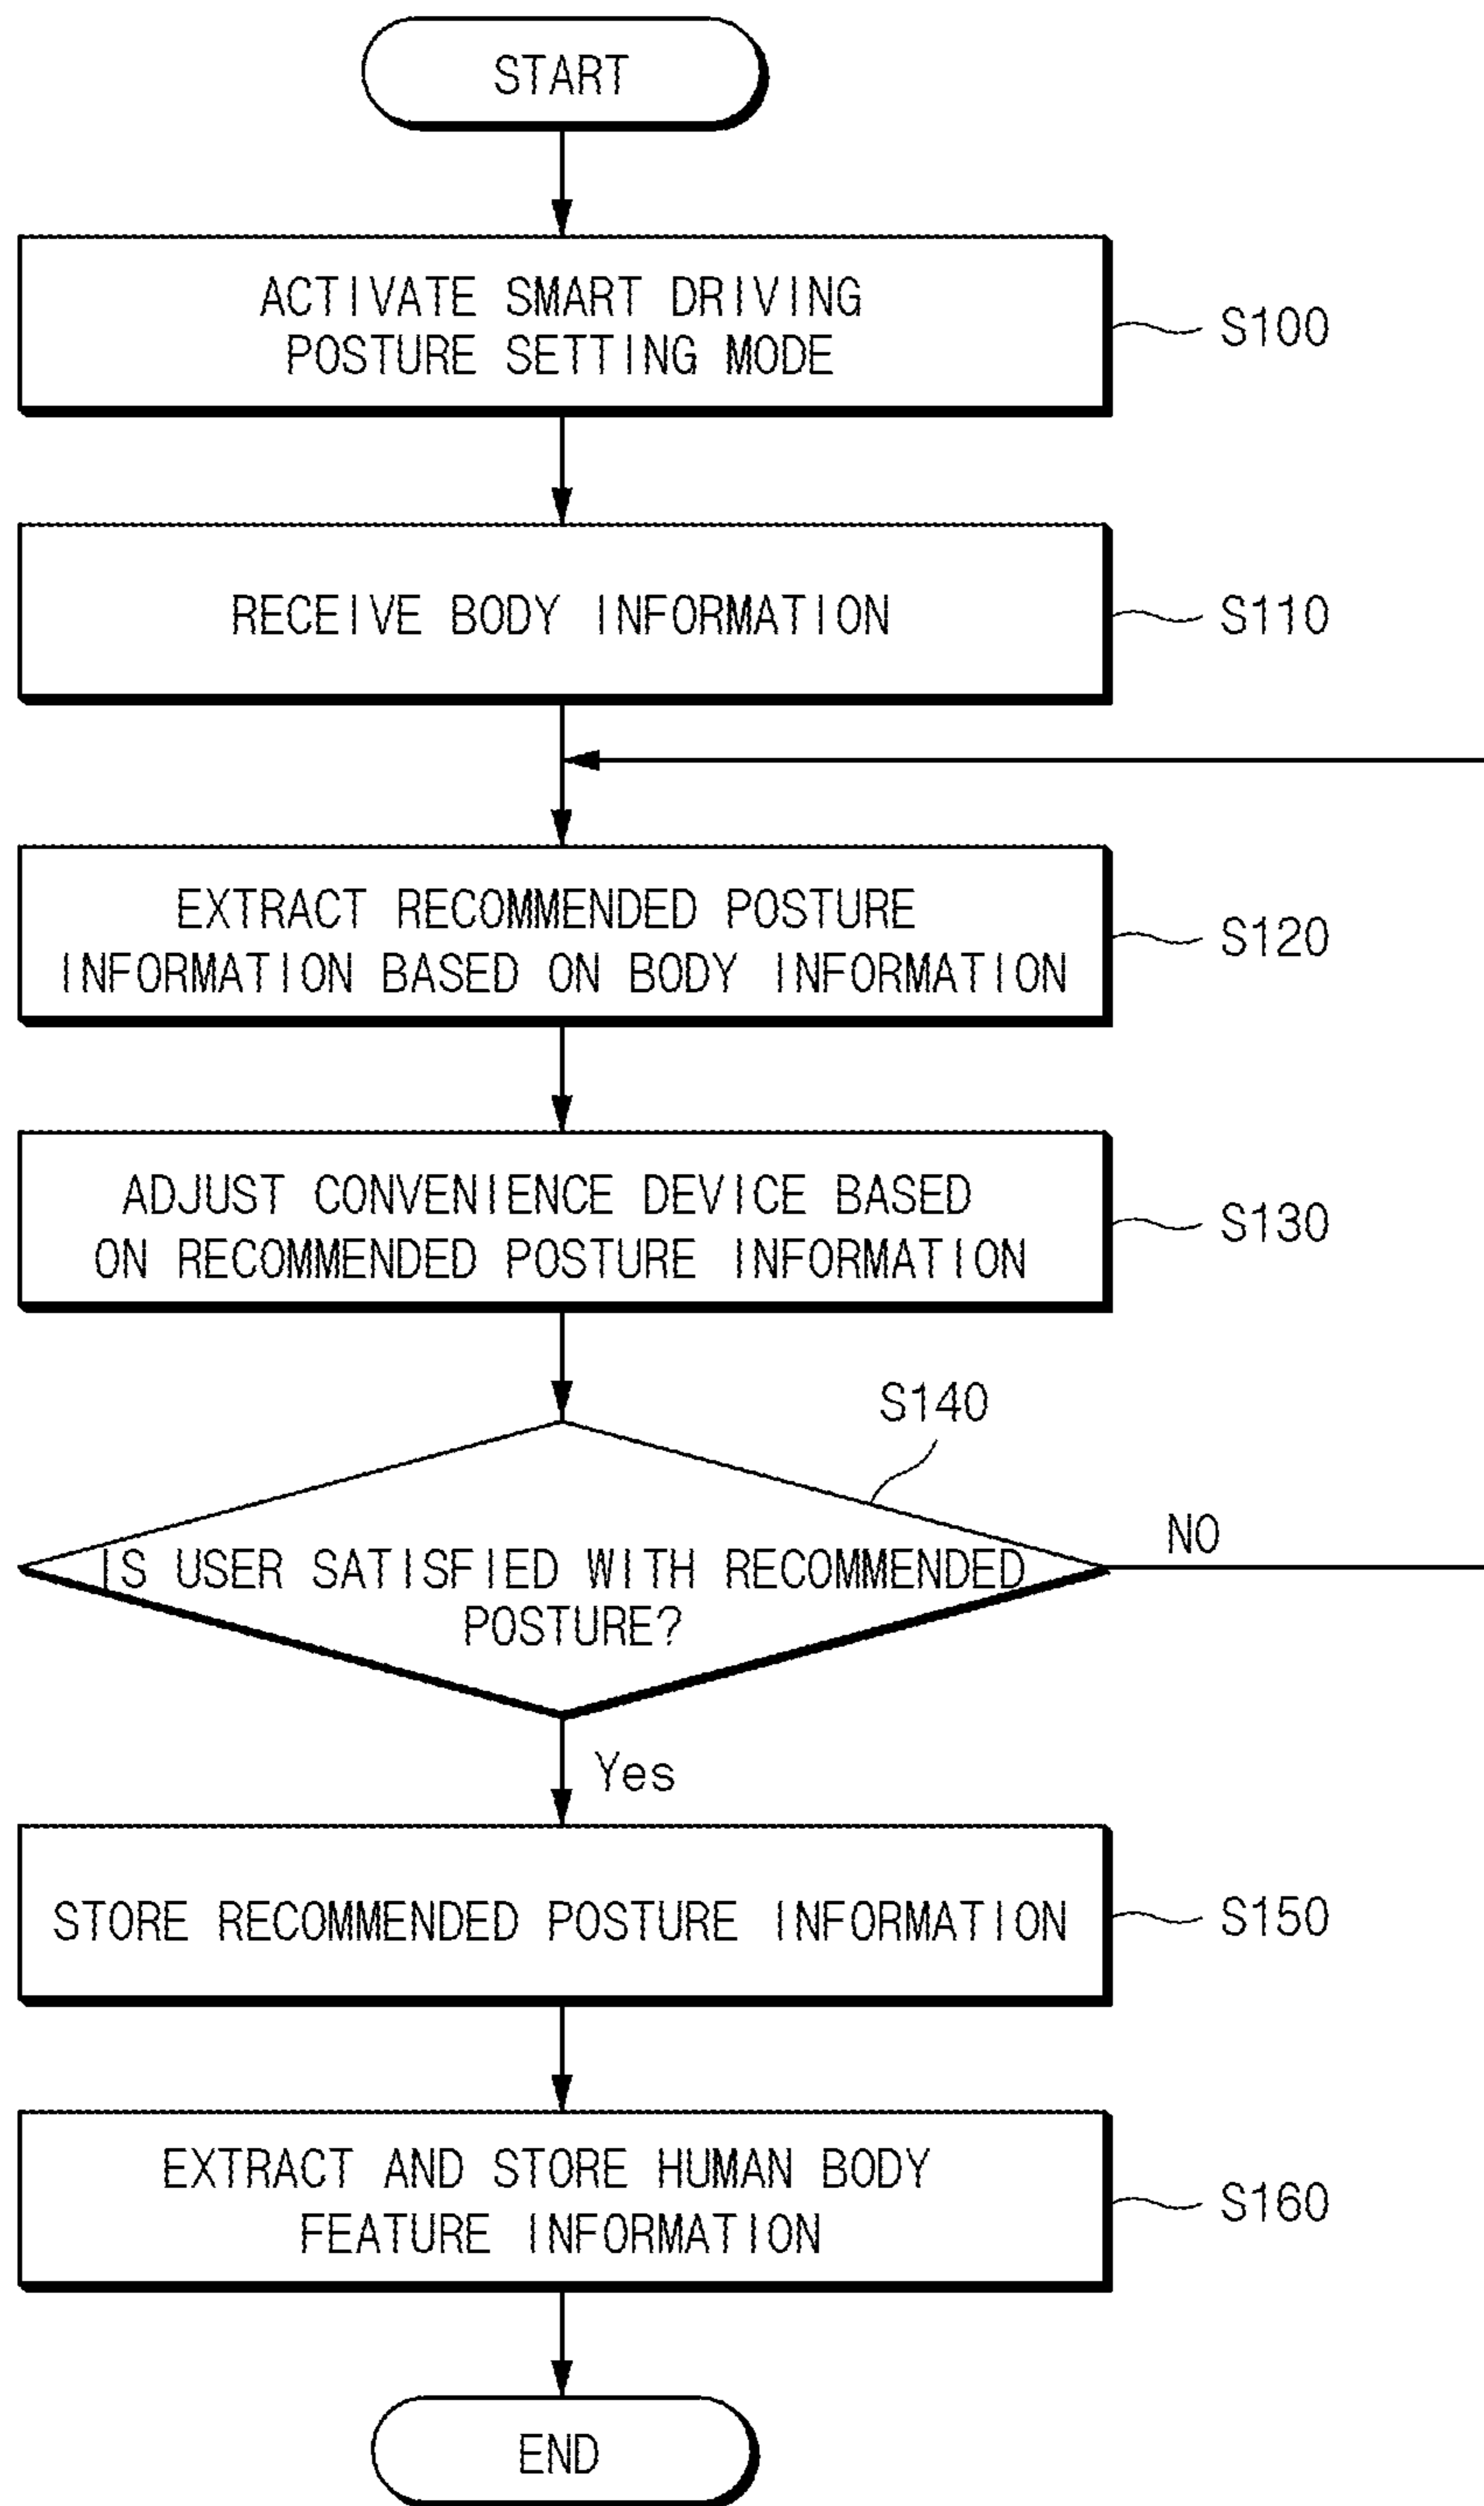 START
ACTIVATE SMART DRIVING
POSTURE SETTING MODE
S100
RECEIVE BODY INFORMATION
S110
EXTRACT RECOMMENDED POSTURE
INFORMATION BASED ON BODY INFORMATION
S120
ADJUST CONVENIENCE DEVICE BASED
ON RECOMMENDED POSTURE INFORMATION
S130
S140
IS USER SATISFIED WITH RECOMMENDED
POSTURE?
NO
Yes
STORE RECOMMENDED POSTURE INFORMATION
S150
EXTRACT AND STORE HUMAN BODY
FEATURE INFORMATION
S160
END